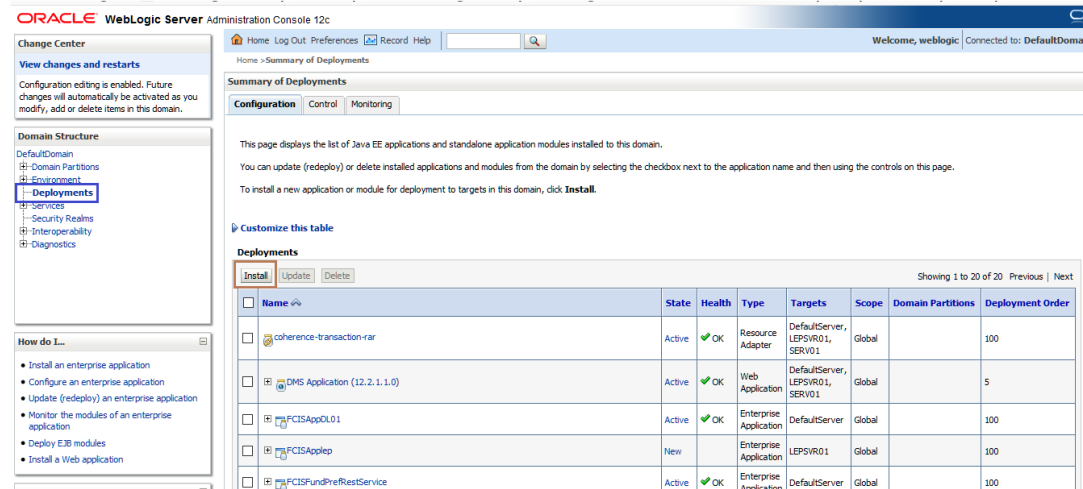 ORACLE WebLogic Server Administration Console 12c
Change Center
View changes and restarts
Configuration editing is enabled. Future
changes will automatically be activated as you
modify, add or delete items in this domain.
Domain Structure
DefaultDomain
Domain Partitions
Environment
Deployments
Services
Security Realms
Interoperability
Diagnostics
How do I...
Install an enterprise application
Configure an enterprise application
Update (redeploy) an enterprise application
Monitor the modules of an enterprise
application
Deploy EJB modules
Install a Web application
Home Log Out Preferences Record Help
Welcome, weblogic Connected to: DefaultDoma
Home >Summary of Deployments
Summary of Deployments
Configuration Control Monitoring
This page displays the list of Java EE applications and standalone application modules installed to this domain.
You can update (redeploy) or delete installed applications and modules from the domain by selecting the checkbox next to the application name and then using the controls on this page.
To install a new application or module for deployment to targets in this domain, click Install.
Customize this table
Deployments
Install Update Delete Showing 1 to 20 of 20 Previous | Next
Name State Health Type Targets Scope Domain Partitions Deployment Order
coherence-transaction-rar Active OK Resource Adapter DefaultServer, LEPSVR01, SERV01 Global 100
DMS Application (12.2.1.1.0) Active OK Web Application DefaultServer, LEPSVR01, SERV01 Global 5
FCISAppDL01 Active OK Enterprise Application DefaultServer Global 100
FCISApplep New Enterprise Application LEPSVR01 Global 100
FCISFundPrefRestService Active OK Enterprise Application DefaultServer Global 100